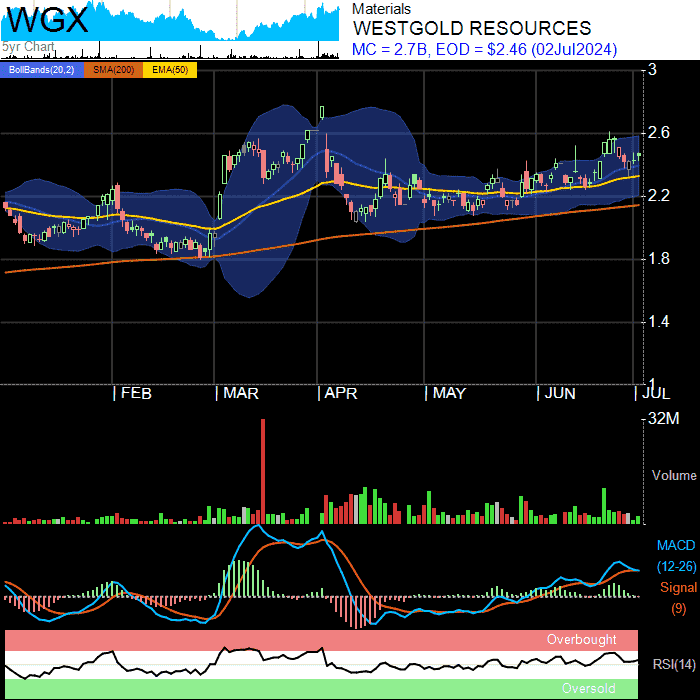 WGX
5yr Chart
Materials
WESTGOLD RESOURCES
MC = 2.7B, EOD = $2.46 (02Jul2024)
BollBands(20,2) SMA(200) EMA(50)
3
2.6
2.2
1.8
1.4
1
| FEB | MAR | APR | MAY | JUN | JUL
32M
Volume
MACD
(12-26)
Signal
(9)
Overbought
RSI(14)
Oversold